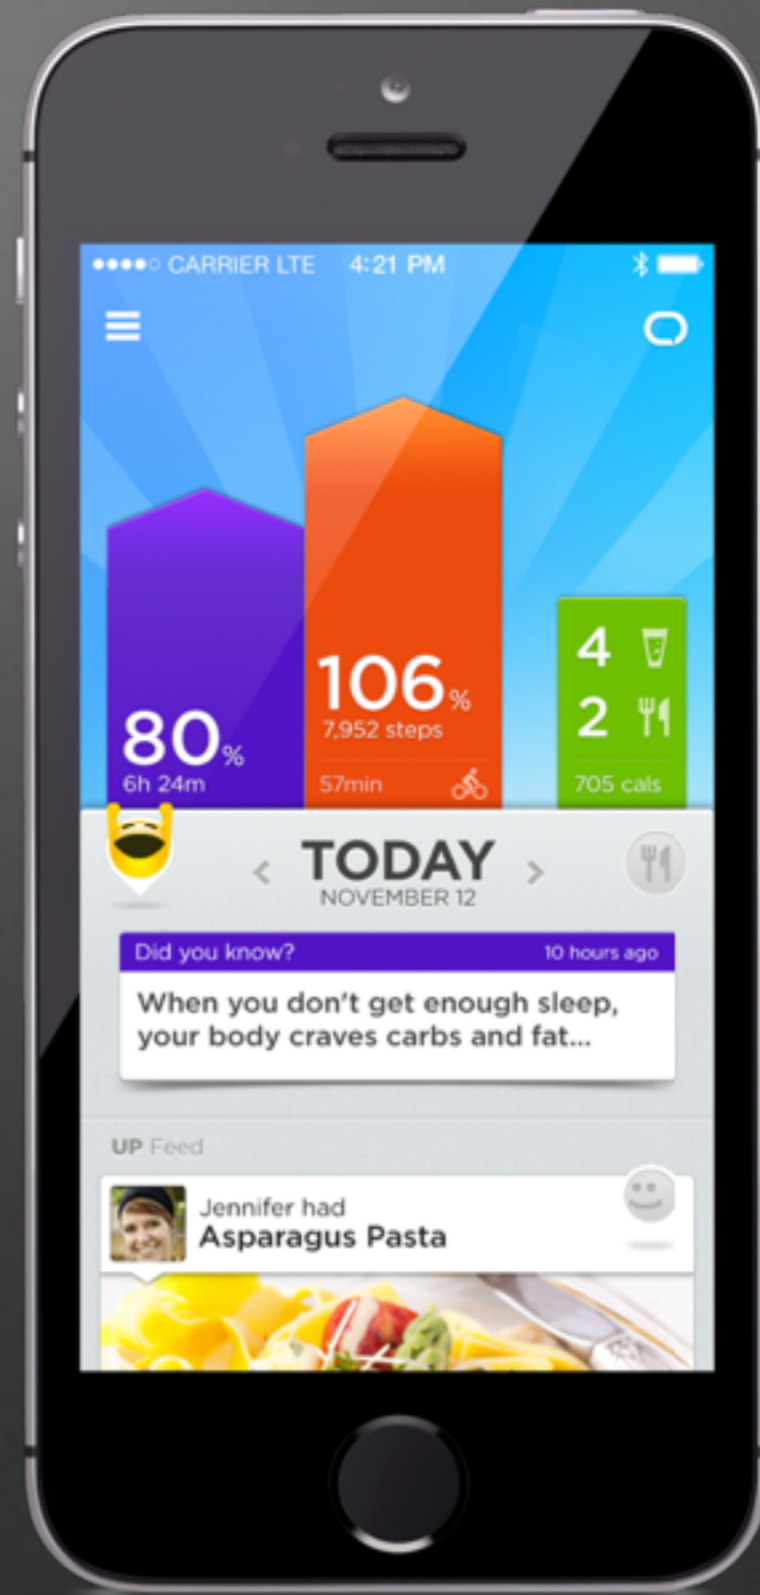 CARRIER LTE 4:21 PM
106%
7,952 steps
57min
80%
6h 24m
4
2
705 cals
TODAY
NOVEMBER 12
Did you know? 10 hours ago
When you don't get enough sleep,
your body craves carbs and fat...
UP Feed
Jennifer had
Asparagus Pasta